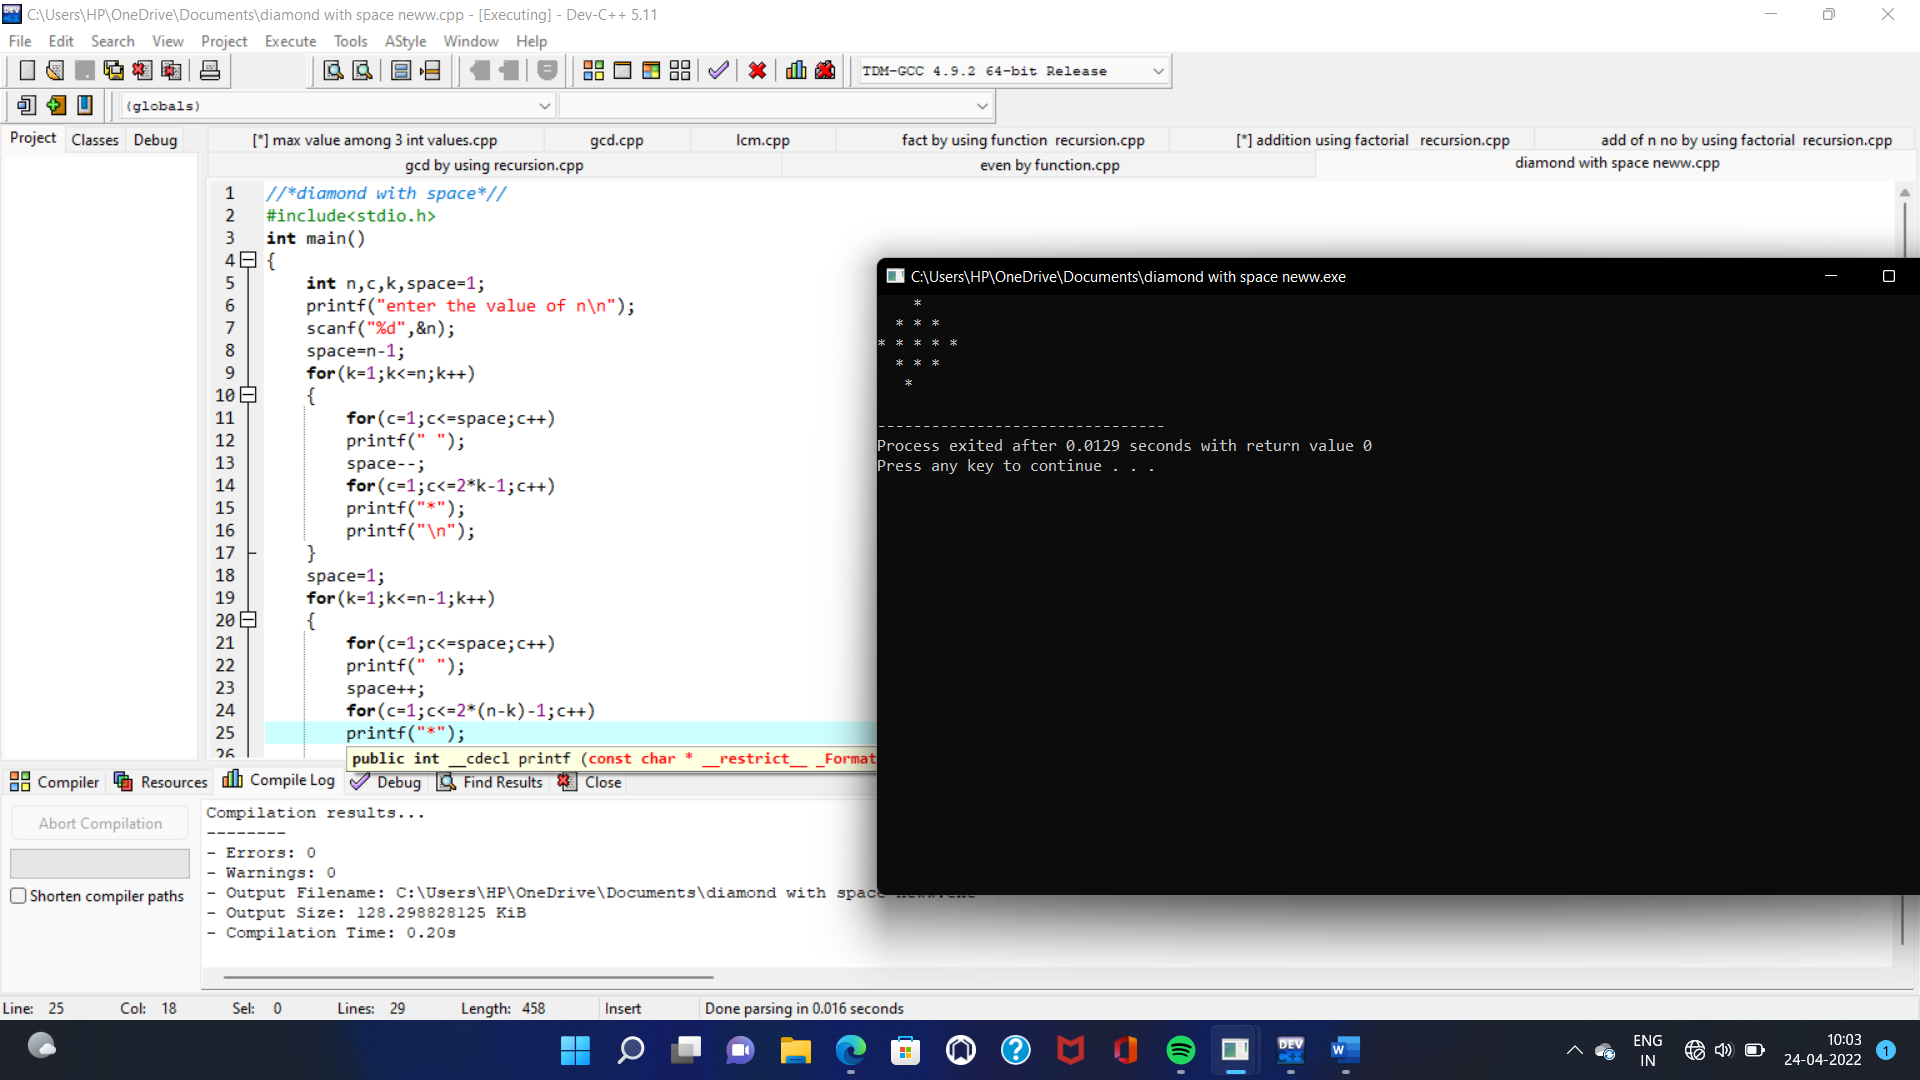 C:\Users\HP\OneDrive\Documents\diamond with space neww.cpp - [Executing] - Dev-C++ 5.11
File Edit Search View Project Execute Tools AStyle Window Help
TDM-GCC 4.9.2 64-bit Release
(globals)
Project Classes Debug
[*] max value among 3 int values.cpp gcd.cpp lcm.cpp fact by using function recursion.cpp [*] addition using factorial recursion.cpp add of n no by using factorial recursion.cpp
gcd by using recursion.cpp even by function.cpp diamond with space neww.cpp
1 //*diamond with space*//
2 #include<stdio.h>
3 int main()
4 {
5 int n,c,k,space=1;
6 printf("enter the value of n\n");
7 scanf("%d",&n);
8 space=n-1;
9 for(k=1;k<=n;k++)
10 {
11 for(c=1;c<=space;c++)
12 printf(" ");
13 space--;
14 for(c=1;c<=2*k-1;c++)
15 printf("*");
16 printf("\n");
17 }
18 space=1;
19 for(k=1;k<=n-1;k++)
20 {
21 for(c=1;c<=space;c++)
22 printf(" ");
23 space++;
24 for(c=1;c<=2*(n-k)-1;c++)
25 printf("*");
26
public int __cdecl printf (const char * __restrict__ _Format
C:\Users\HP\OneDrive\Documents\diamond with space neww.exe
*
* * *
* * * * *
* * *
*
--------------------------------
Process exited after 0.0129 seconds with return value 0
Press any key to continue . . .
Compiler Resources Compile Log Debug Find Results Close
Abort Compilation
Shorten compiler paths
Compilation results...
--------
- Errors: 0
- Warnings: 0
- Output Filename: C:\Users\HP\OneDrive\Documents\diamond with space
- Output Size: 128.298828125 KiB
- Compilation Time: 0.20s
Line: 25 Col: 18 Sel: 0 Lines: 29 Length: 458 Insert Done parsing in 0.016 seconds
DEV C++
W
ENG
IN
10:03
24-04-2022
1